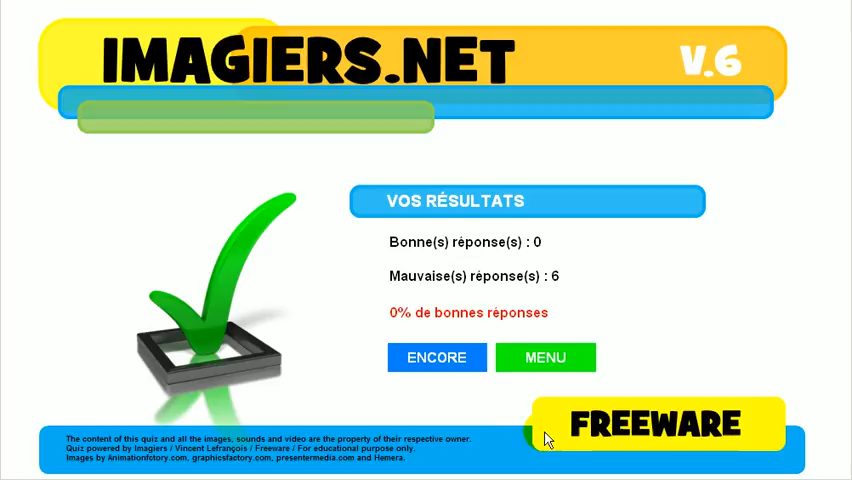 IMAGIERS.NET
V.6
VOS RÉSULTATS
Bonne(s) réponse(s) : 0
Mauvaise(s) réponse(s) : 6
0% de bonnes réponses
ENCORE
MENU
FREEWARE
The content of this quiz and all the images, sounds and video are the property of their respective owner.
Quiz powered by Imagiers / Vincent Lefrançois / Freeware / For educational purpose only.
Images by Animationfctory.com, graphicsfactory.com, presentermedia.com and Hemera.